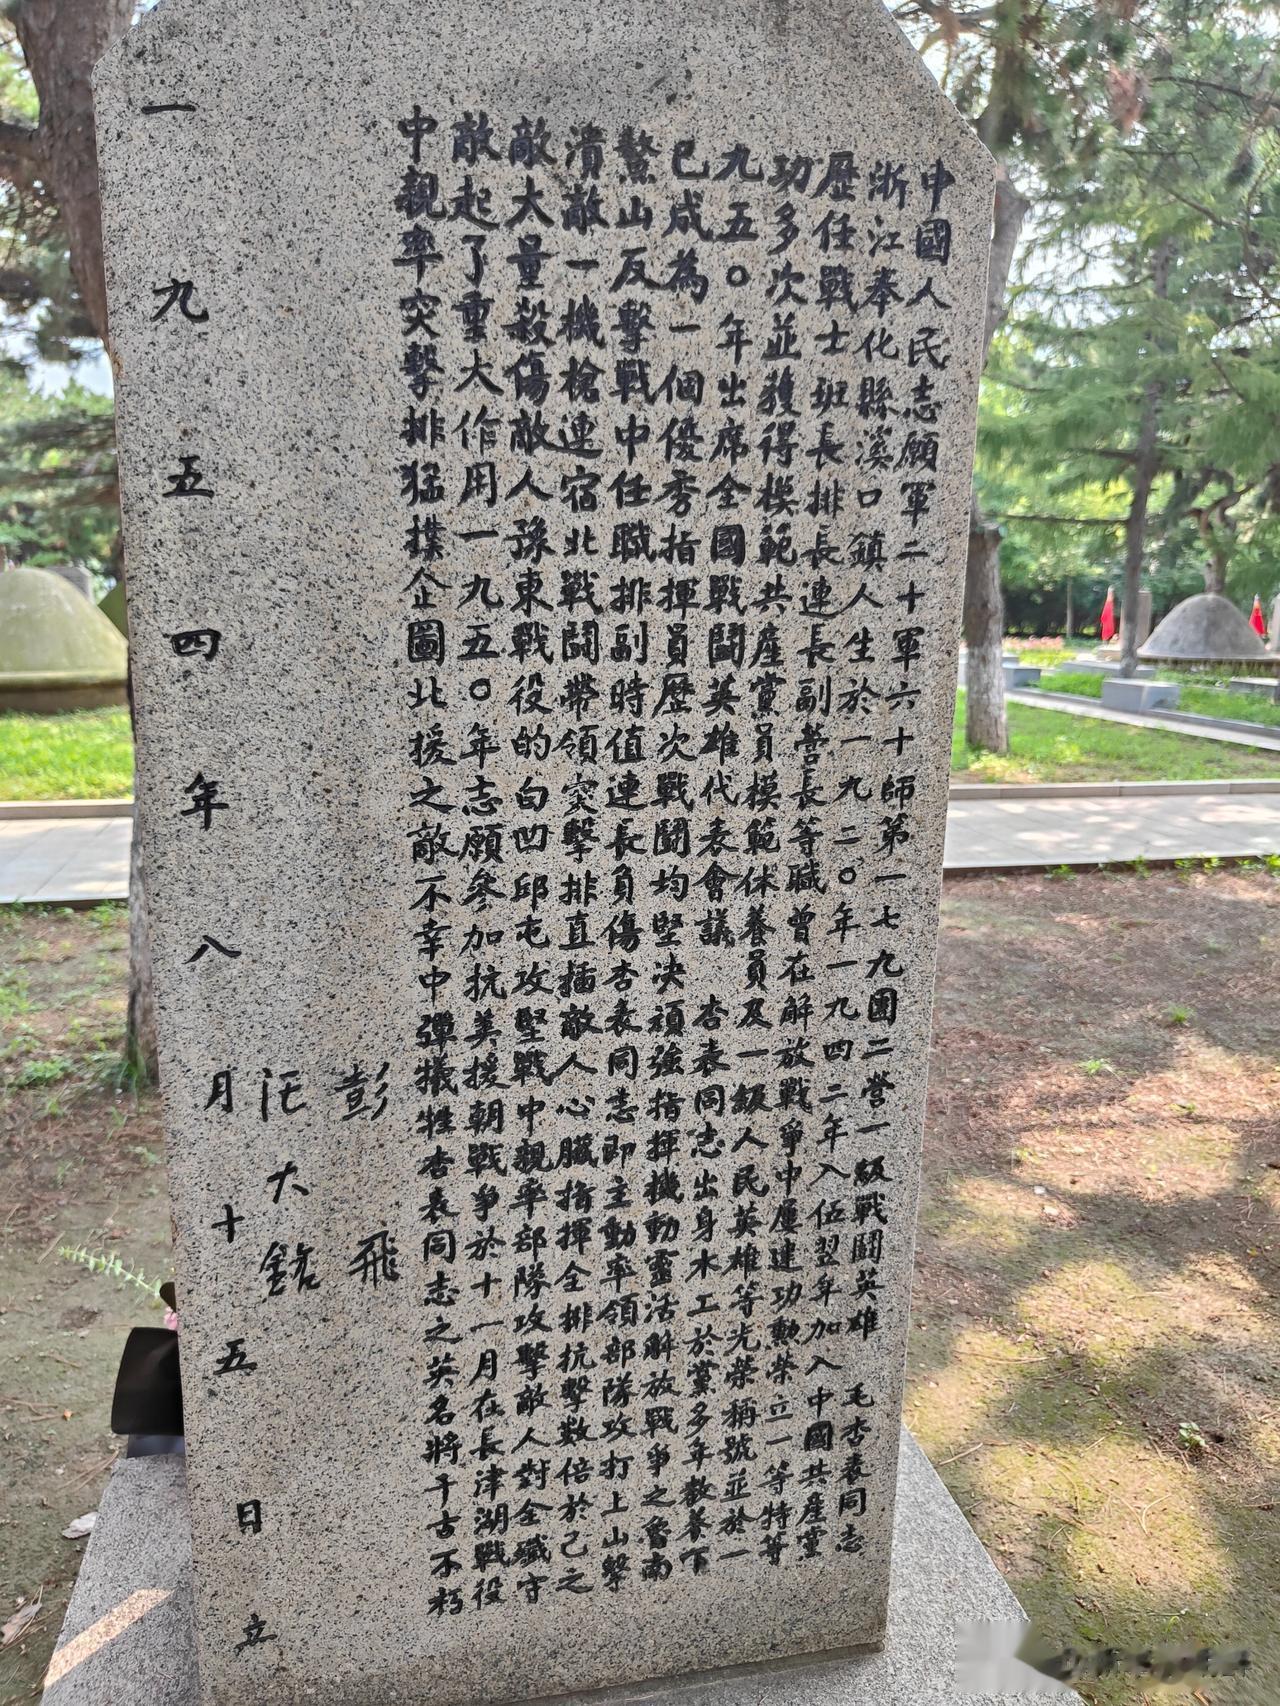 中國人民志願軍二十軍六十師第一七九團二營一級戰鬪英雄 毛杏表同志
浙江奉化縣溪口鎮人生於一九二〇年一九四二年入伍翌年加入中國共産黨
歷任戰士班長排長連長副營長等職曾在解放戰爭中屢建功勳榮立一等特等
功多次並獲得模範共産黨員模範休養員及一級人民英雄等光榮稱號並於一
九五〇年出席全國戰鬪英雄代表會議 杏表同志出身木工於黨多年教養下
已成為一個優秀指揮員歷次戰鬪均堅决頑強指揮機動靈活解放戰爭之魯南
鰲山反擊戰中任職排副時值連長負傷杏表同志即主動率領部隊攻打上山擊
潰敵一機槍連宿北戰鬪帶領突擊排直插敵人心臟指揮全排抗擊數倍於己之
敵大量殺傷敵人豫東戰役的白凹邱屯攻堅戰中親率部隊攻擊敵人對全殲守
敵起了重大作用一九五〇年志願參加抗美援朝戰爭於十一月在長津湖戰役
中親率突擊排猛撲企圖北援之敵不幸中彈犧牲杏表同志之英名將千古不朽
彭飛
汪大銘
一九五四年八月十五日立